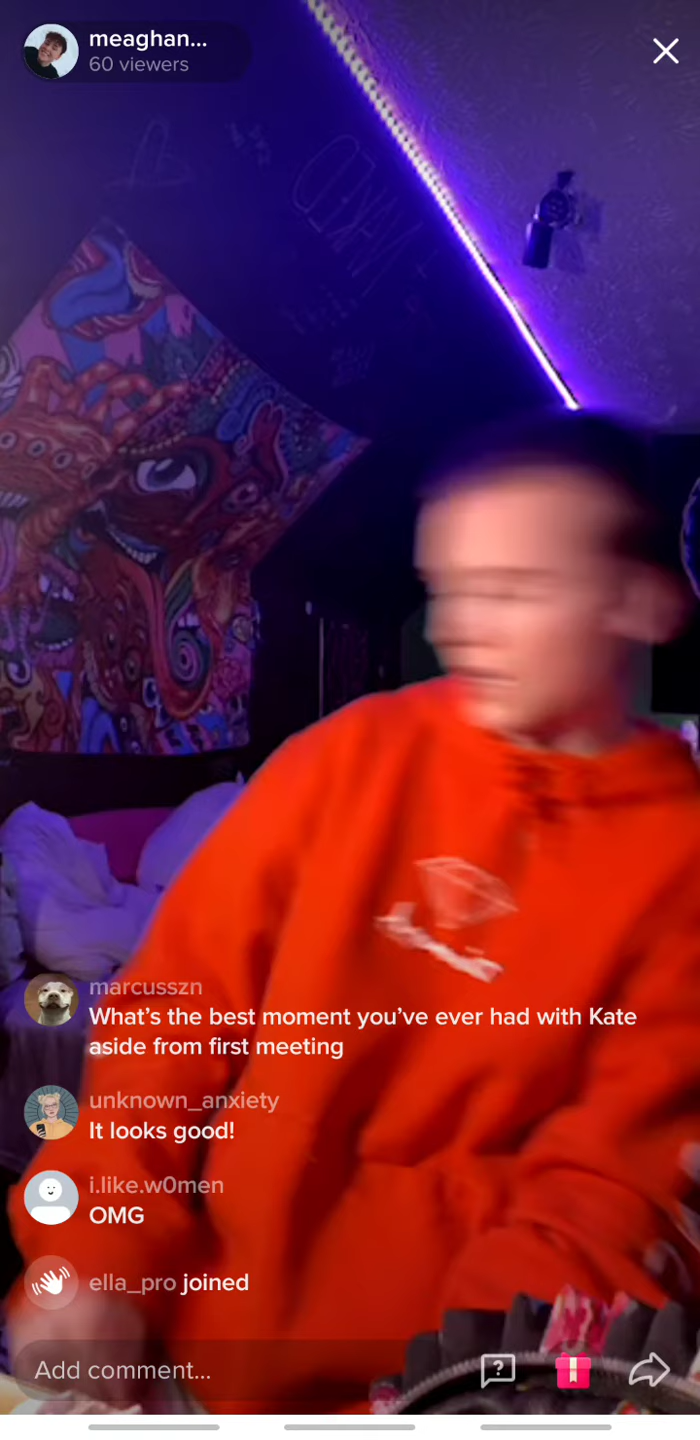 meaghan...
60 viewers
marcusszn
What's the best moment you've ever had with Kate
aside from first meeting
unknown_anxiety
It looks good!
i.like.w0men
OMG
ella_pro joined
Add comment...